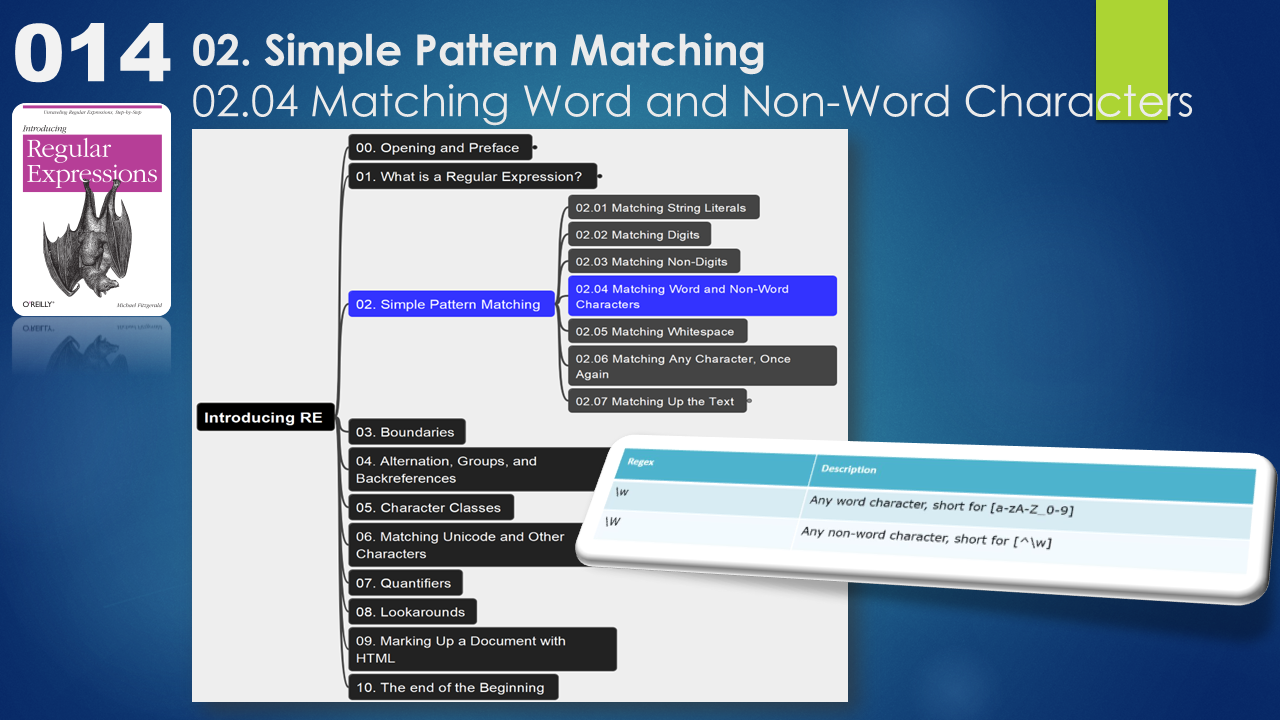 014
02. Simple Pattern Matching
02.04 Matching Word and Non-Word Characters
Unraveling Regular Expressions, Step-by-Step
Introducing
Regular
Expressions
O'REILLY®
Michael Fitzgerald
Introducing RE
00. Opening and Preface
01. What is a Regular Expression?
02. Simple Pattern Matching
02.01 Matching String Literals
02.02 Matching Digits
02.03 Matching Non-Digits
02.04 Matching Word and Non-Word
Characters
02.05 Matching Whitespace
02.06 Matching Any Character, Once
Again
02.07 Matching Up the Text
03. Boundaries
04. Alternation, Groups, and
Backreferences
05. Character Classes
06. Matching Unicode and Other
Characters
07. Quantifiers
08. Lookarounds
09. Marking Up a Document with
HTML
10. The end of the Beginning
Regex Description
\w Any word character, short for [a-zA-Z_0-9]
\W Any non-word character, short for [^\w]